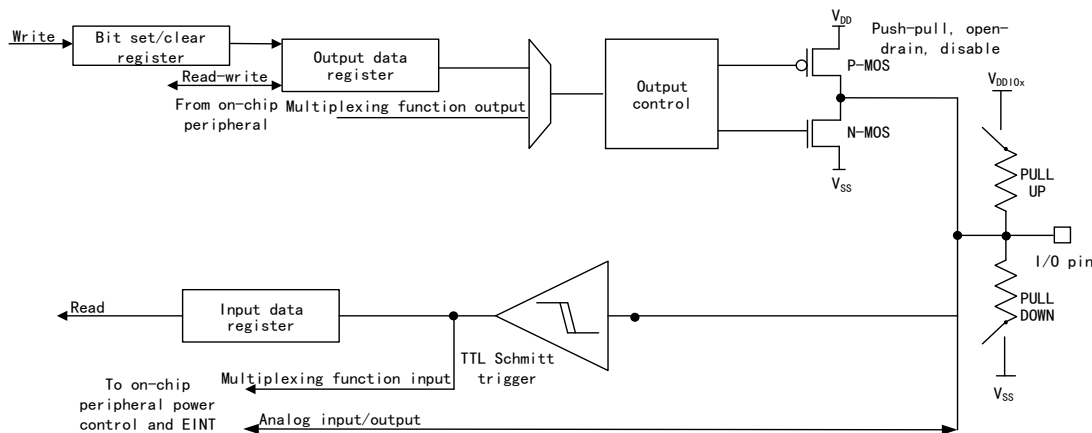 Write
Bit set/clear
register
Read-write
From on-chip
peripheral
Output data
register
Multiplexing function output
Output
control
VDD
Push-pull, open-
drain, disable
P-MOS
N-MOS
VSS
VDDIOx
PULL
UP
I/O pin
PULL
DOWN
VSS
Read
Input data
register
TTL Schmitt
trigger
Multiplexing function input
To on-chip
peripheral power
control and EINT
Analog input/output